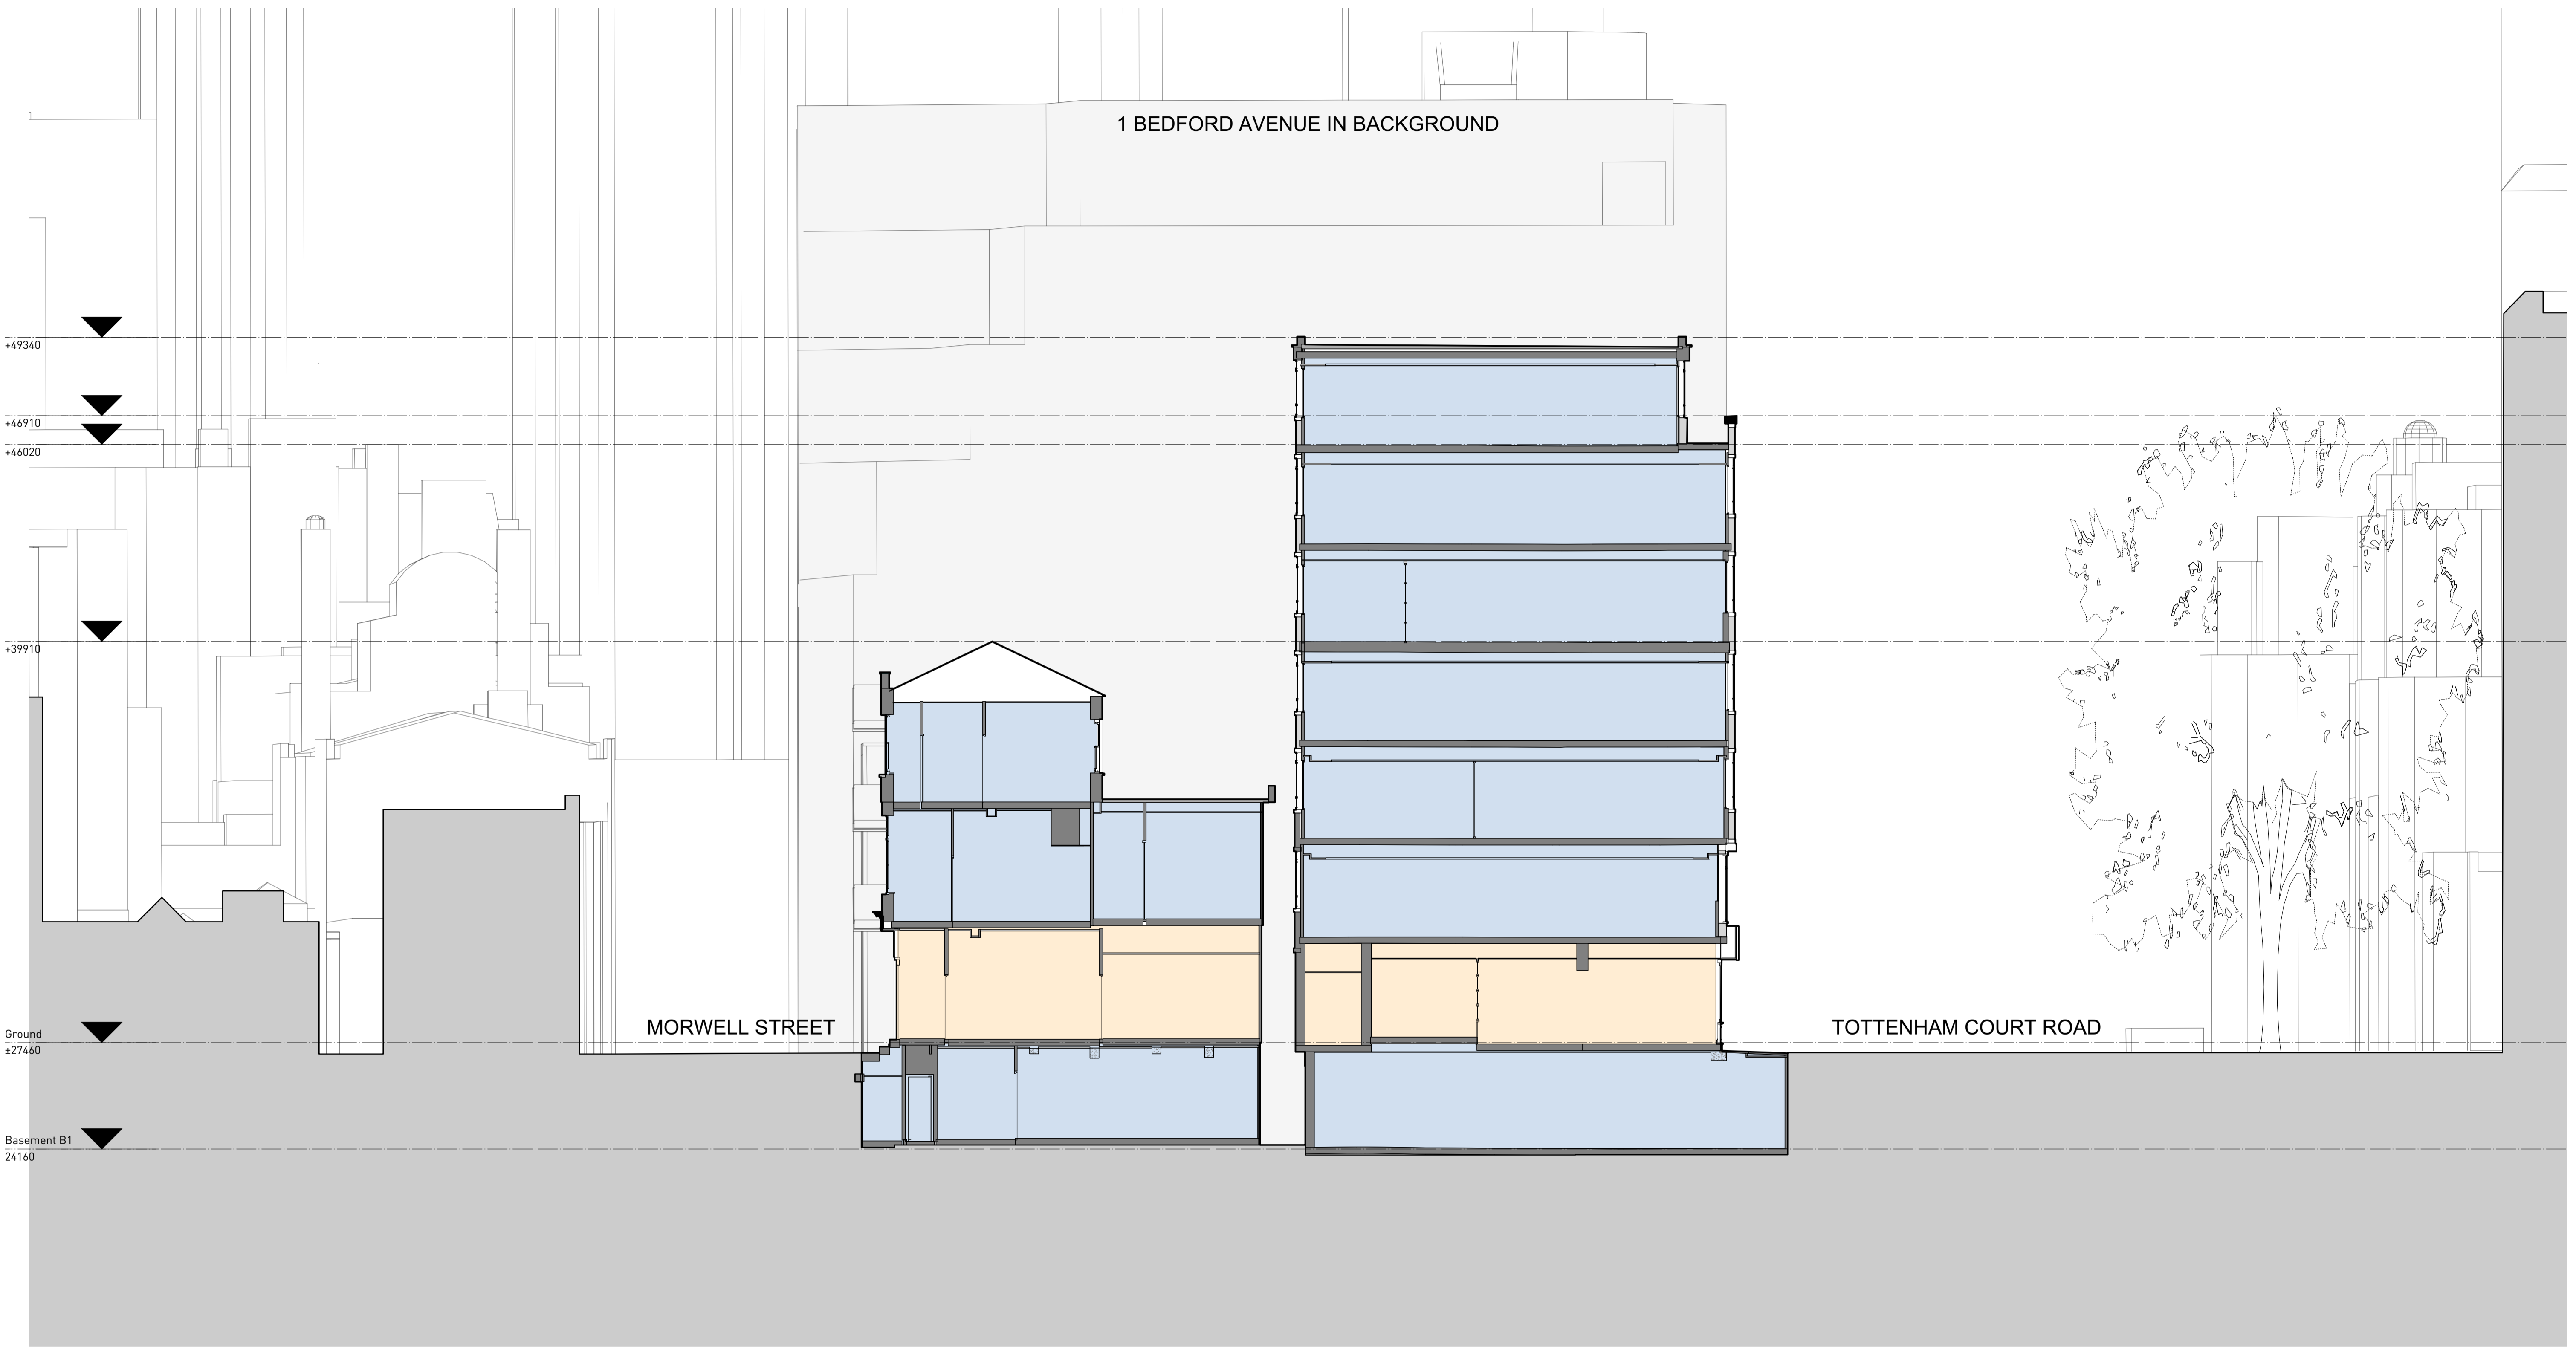 1 BEDFORD AVENUE IN BACKGROUND
+49340
+46910
+46020
+39910
MORWELL STREET
TOTTENHAM COURT ROAD
Ground
±27460
Basement B1
24160